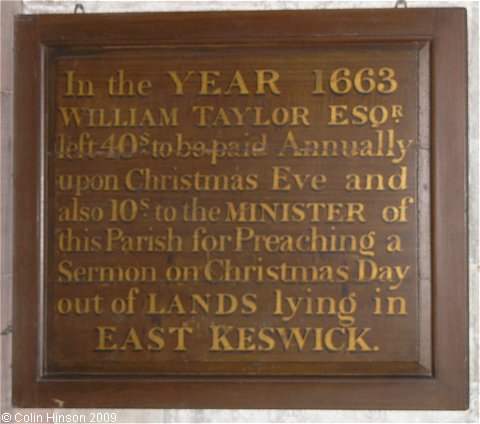 In the YEAR 1663
WILLIAM TAYLOR ESQR
left 40s to be paid Annually
upon Christmas Eve and
also 10s to the MINISTER of
this Parish for Preaching a
Sermon on Christmas Day
out of LANDS lying in
EAST KESWICK.
© Colin Hinson 2009